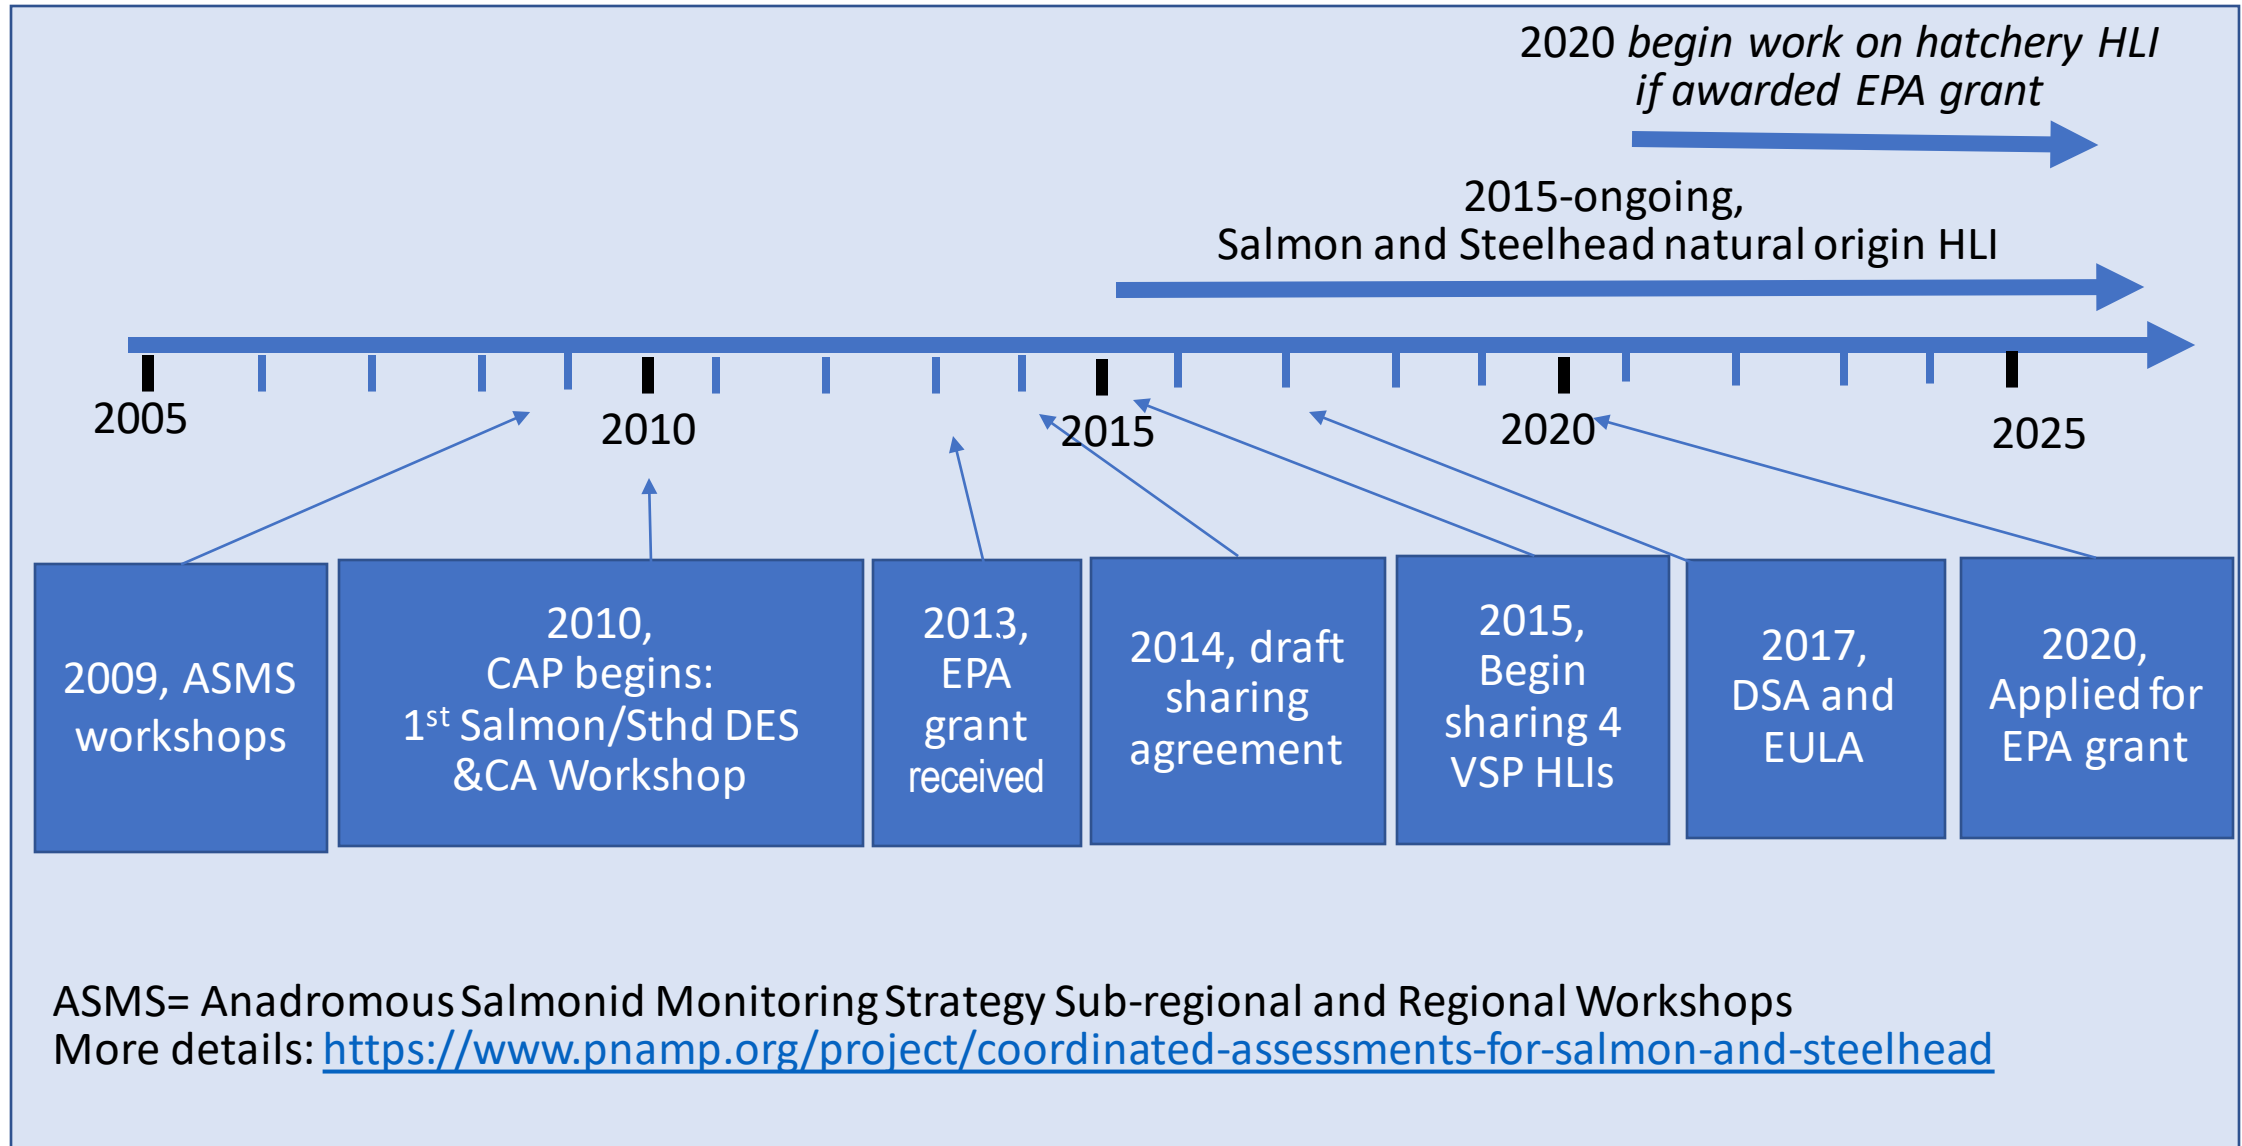 2020 begin work on hatchery HLI
if awarded EPA grant
2015-ongoing,
Salmon and Steelhead natural origin HLI
2005
2010
2015
2020
2025
2009, ASMS
workshops
2010,
CAP begins:
1st Salmon/Sthd DES
&CA Workshop
2013,
EPA
grant
received
2014, draft
sharing
agreement
2015,
Begin
sharing 4
VSP HLIs
2017,
DSA and
EULA
2020,
Applied for
EPA grant
ASMS= Anadromous Salmonid Monitoring Strategy Sub-regional and Regional Workshops
More details: https://www.pnamp.org/project/coordinated-assessments-for-salmon-and-steelhead